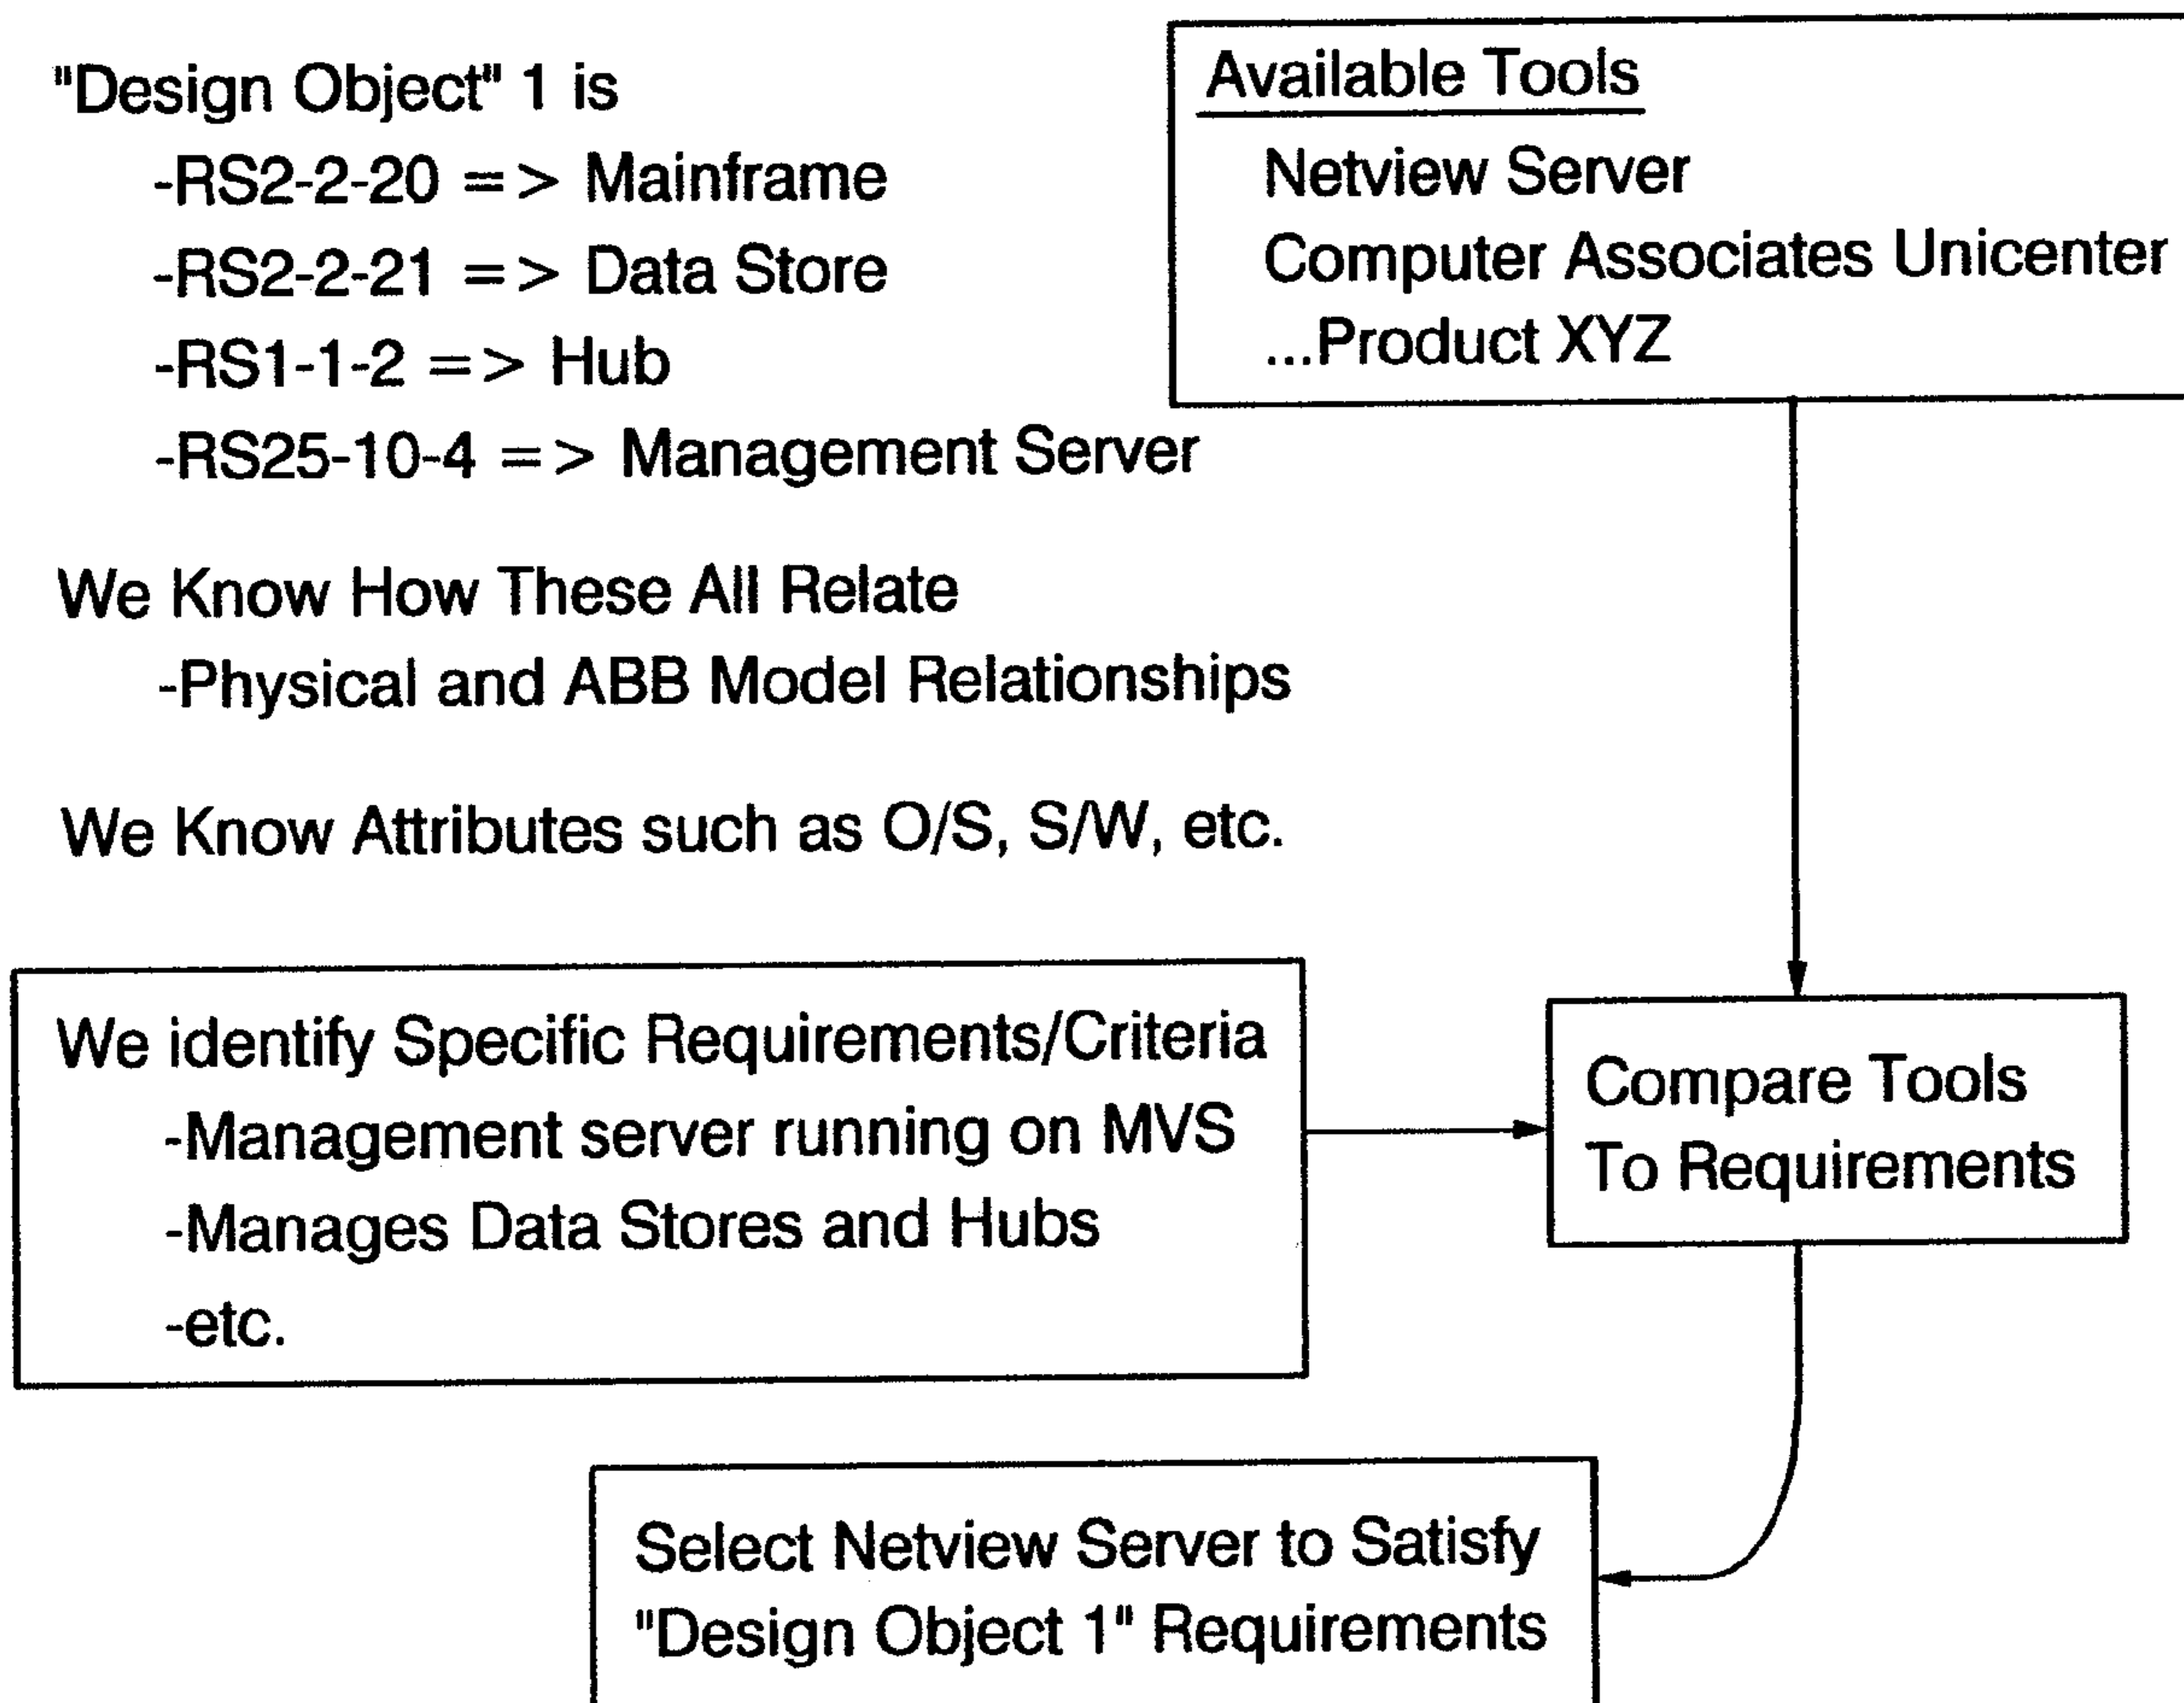 "Design Object" 1 is
-RS2-2-20 => Mainframe
-RS2-2-21 => Data Store
-RS1-1-2 => Hub
-RS25-10-4 => Management Server
We Know How These All Relate
-Physical and ABB Model Relationships
We Know Attributes such as O/S, S/W, etc.
Available Tools
Netview Server
Computer Associates Unicenter
...Product XYZ
We identify Specific Requirements/Criteria
-Management server running on MVS
-Manages Data Stores and Hubs
-etc.
Compare Tools
To Requirements
Select Netview Server to Satisfy
"Design Object 1" Requirements